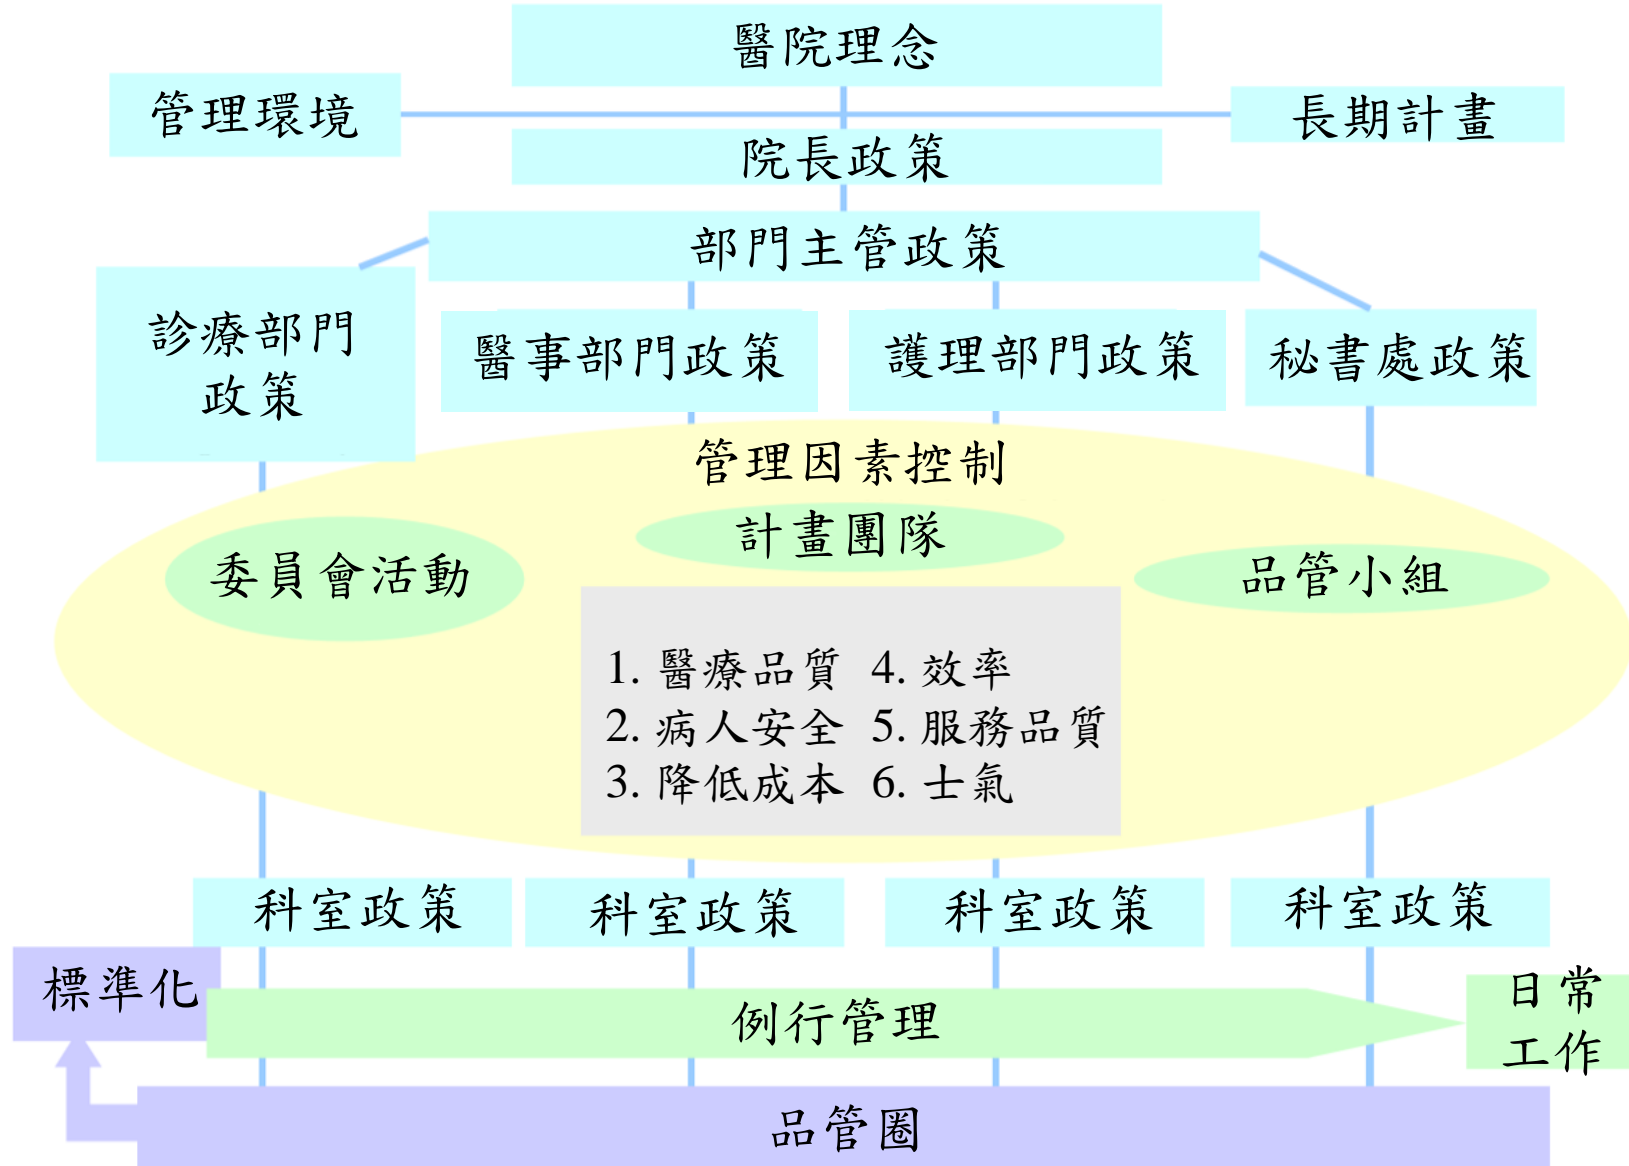 醫院理念
管理環境
長期計畫
院長政策
部門主管政策
診療部門
政策
醫事部門政策
護理部門政策
秘書處政策
管理因素控制
計畫團隊
委員會活動
品管小組
1. 醫療品質 4. 效率
2. 病人安全 5. 服務品質
3. 降低成本 6. 士氣
科室政策
科室政策
科室政策
科室政策
標準化
例行管理
日常
工作
品管圈